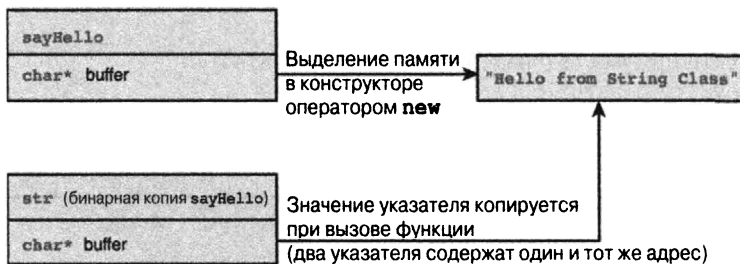 sayHello
char* buffer
Выделение памяти
в конструкторе
оператором new
"Hello from String Class"
str (бинарная копия sayHello)
char* buffer
Значение указателя копируется
при вызове функции
(два указателя содержат один и тот же адрес)